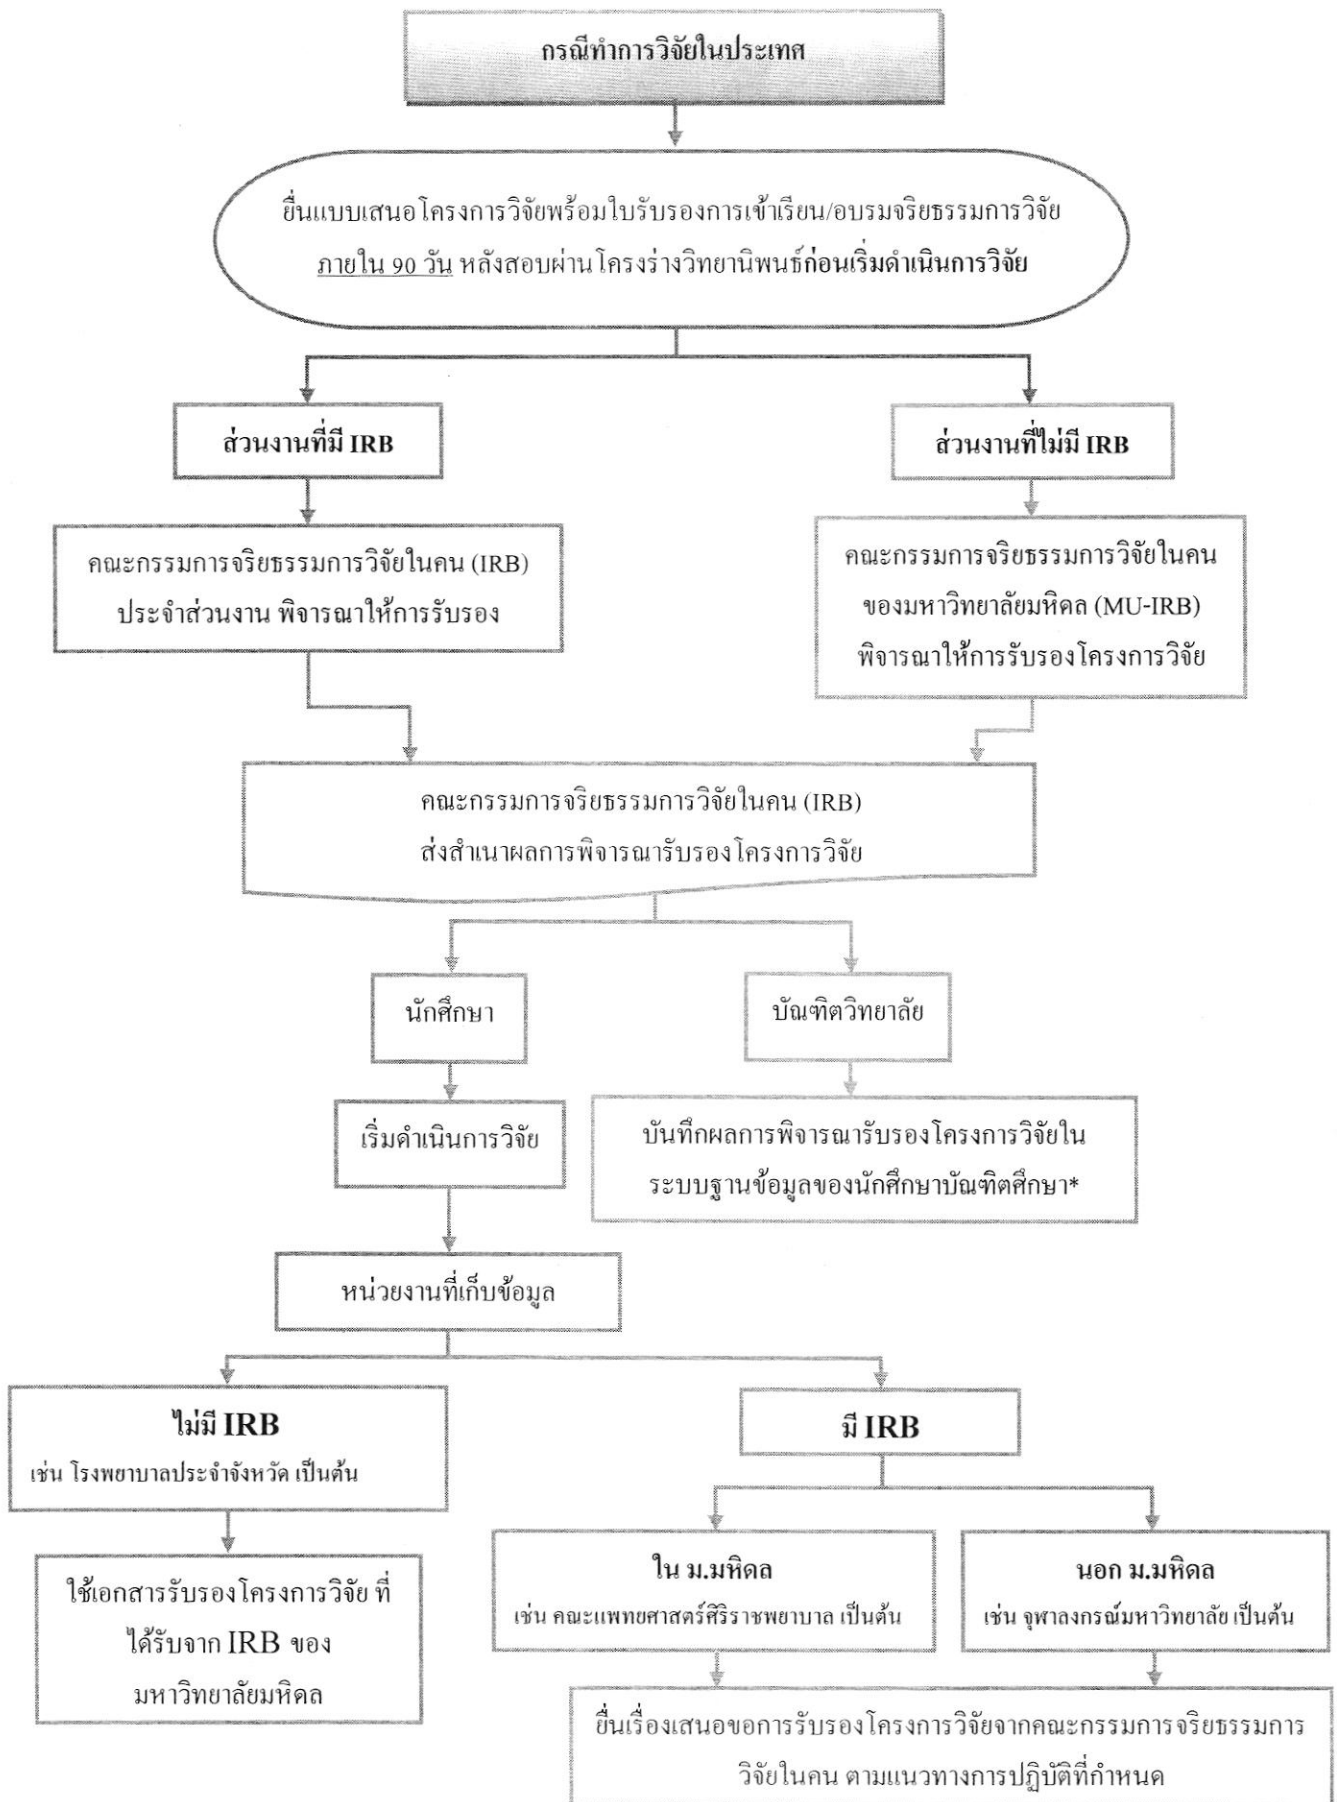 กรณีทำการวิจัยในประเทศ
ยื่นแบบเสนอโครงการวิจัยพร้อมใบรับรองการเข้าเรียน/อบรมจริยธรรมการวิจัย
ภายใน 90 วัน หลังสอบผ่านโครงร่างวิทยานิพนธ์ก่อนเริ่มดำเนินการวิจัย
ส่วนงานที่มี IRB
ส่วนงานที่ไม่มี IRB
คณะกรรมการจริยธรรมการวิจัยในคน (IRB)
ประจำส่วนงาน พิจารณาให้การรับรอง
คณะกรรมการจริยธรรมการวิจัยในคน
ของมหาวิทยาลัยมหิดล (MU-IRB)
พิจารณาให้การรับรองโครงการวิจัย
คณะกรรมการจริยธรรมการวิจัยในคน (IRB)
ส่งสำเนาผลการพิจารณารับรองโครงการวิจัย
นักศึกษา
บัณฑิตวิทยาลัย
เริ่มดำเนินการวิจัย
บันทึกผลการพิจารณารับรองโครงการวิจัยใน
ระบบฐานข้อมูลของนักศึกษาบัณฑิตศึกษา*
หน่วยงานที่เก็บข้อมูล
ไม่มี IRB
เช่น โรงพยาบาลประจำจังหวัด เป็นต้น
มี IRB
ใช้เอกสารรับรองโครงการวิจัย ที่
ได้รับจาก IRB ของ
มหาวิทยาลัยมหิดล
ใน ม.มหิดล
เช่น คณะแพทยศาสตร์ศิริราชพยาบาล เป็นต้น
นอก ม.มหิดล
เช่น จุฬาลงกรณ์มหาวิทยาลัย เป็นต้น
ยื่นเรื่องเสนอขอการรับรองโครงการวิจัยจากคณะกรรมการจริยธรรมการ
วิจัยในคน ตามแนวทางการปฏิบัติที่กำหนด